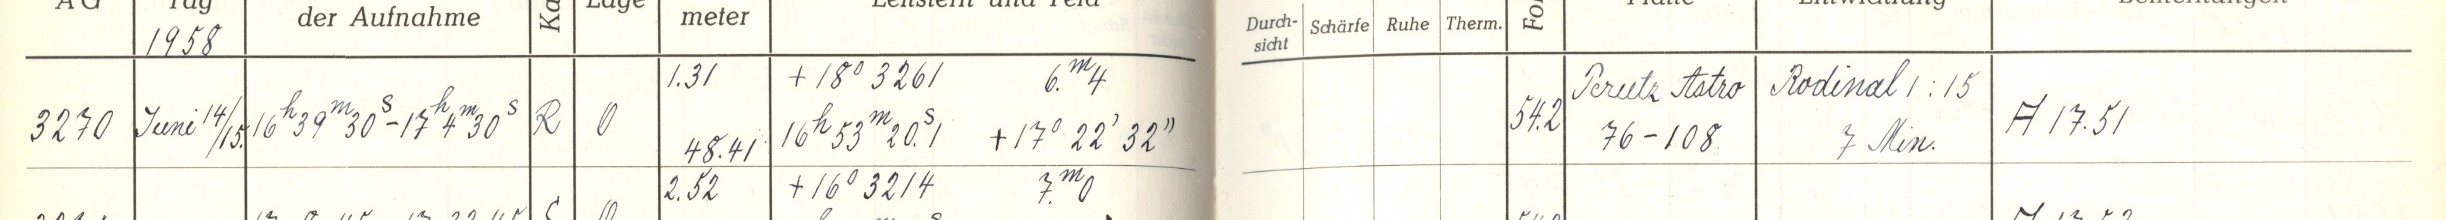 AG Tag der Aufnahme Ka Lage meter Leitstern und Feld Durch- Schärfe Ruhe Therm. Fo Platte Entwicklung Bemerkungen
1958 sicht
1.31 +18° 3261 6.ᵐ4 Perutz Astro Rodinal 1:15
3270 Juni 14/15. 16ʰ39ᵐ30ˢ-17ʰ4ᵐ30ˢ R O 54.2 A 17.51
48.41 16ʰ53ᵐ20.ˢ1 +17° 22' 32" 76-108 7 Min.
2.52 +16° 3214 7.ᵐ0